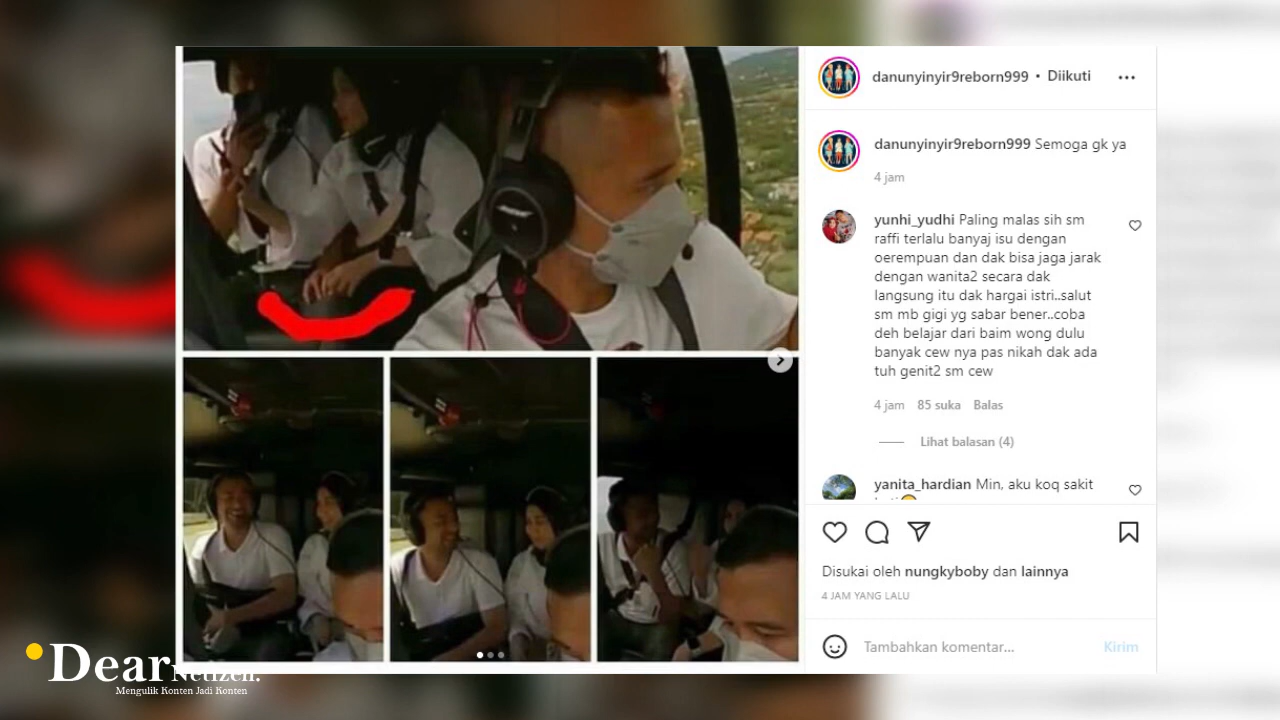 danunyinyir9reborn999 • Diikuti
danunyinyir9reborn999 Semoga gk ya
4 jam
yunhi_yudhi Paling malas sih sm
raffi terlalu banyaj isu dengan
oerempuan dan dak bisa jaga jarak
dengan wanita2 secara dak
langsung itu dak hargai istri..salut
sm mb gigi yg sabar bener..coba
deh belajar dari baim wong dulu
banyak cew nya pas nikah dak ada
tuh genit2 sm cew
4 jam 85 suka Balas
Lihat balasan (4)
yanita_hardian Min, aku koq sakit
Disukai oleh nungkyboby dan lainnya
4 JAM YANG LALU
Tambahkan komentar... Kirim
Dear Netizen.
Mengulik Konten Jadi Konten